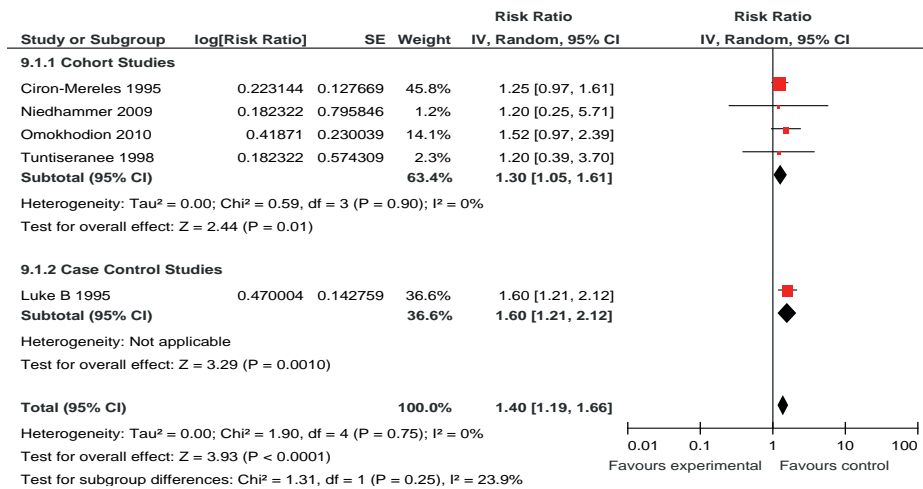 Risk Ratio Risk Ratio
Study or Subgroup log[Risk Ratio] SE Weight IV, Random, 95% CI IV, Random, 95% CI
9.1.1 Cohort Studies
Ciron-Mereles 1995 0.223144 0.127669 45.8% 1.25 [0.97, 1.61]
Niedhammer 2009 0.182322 0.795846 1.2% 1.20 [0.25, 5.71]
Omokhodion 2010 0.41871 0.230039 14.1% 1.52 [0.97, 2.39]
Tuntiseranee 1998 0.182322 0.574309 2.3% 1.20 [0.39, 3.70]
Subtotal (95% CI) 63.4% 1.30 [1.05, 1.61]
Heterogeneity: Tau² = 0.00; Chi² = 0.59, df = 3 (P = 0.90); I² = 0%
Test for overall effect: Z = 2.44 (P = 0.01)
9.1.2 Case Control Studies
Luke B 1995 0.470004 0.142759 36.6% 1.60 [1.21, 2.12]
Subtotal (95% CI) 36.6% 1.60 [1.21, 2.12]
Heterogeneity: Not applicable
Test for overall effect: Z = 3.29 (P = 0.0010)
Total (95% CI) 100.0% 1.40 [1.19, 1.66]
Heterogeneity: Tau² = 0.00; Chi² = 1.90, df = 4 (P = 0.75); I² = 0%
Test for overall effect: Z = 3.93 (P < 0.0001)
Test for subgroup differences: Chi² = 1.31, df = 1 (P = 0.25), I² = 23.9%
0.01 0.1 1 10 100
Favours experimental Favours control